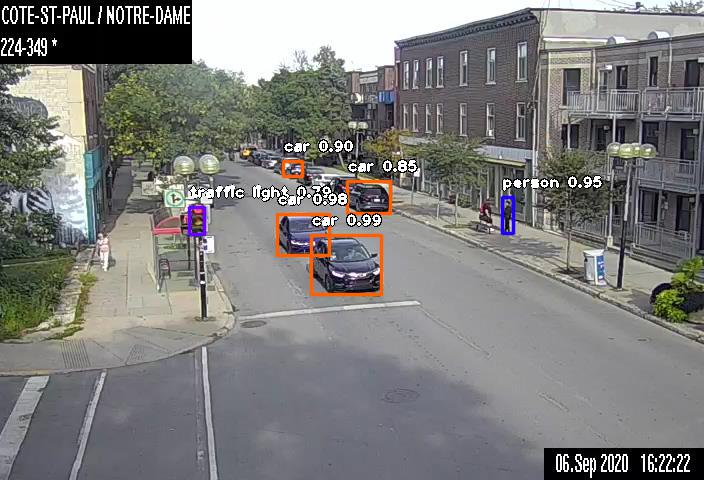 COTE-ST-PAUL / NOTRE-DAME
224-349 *
car 0.90
car 0.85
person 0.95
traffic light 0.79
car 0.98
car 0.99
06.Sep 2020 16:22:22